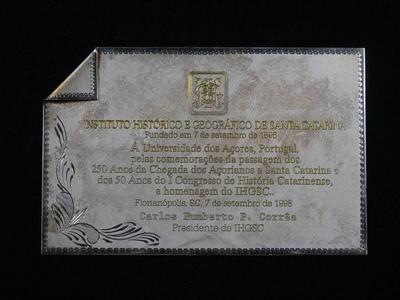 INSTITUTO HISTÓRICO E GEOGRÁFICO DE SANTA CATARINA
Fundado em 7 de setembro de 1896
À Universidade dos Açores, Portugal,
pelas comemorações da passagem dos
250 Anos da Chegada dos Açorianos a Santa Catarina e
dos 50 Anos do I Congresso de História Catarinense,
a homenagem do IHGSC..
Florianópolis, SC, 7 de setembro de 1998
Carlos Humberto P. Corrêa
Presidente do IHGSC